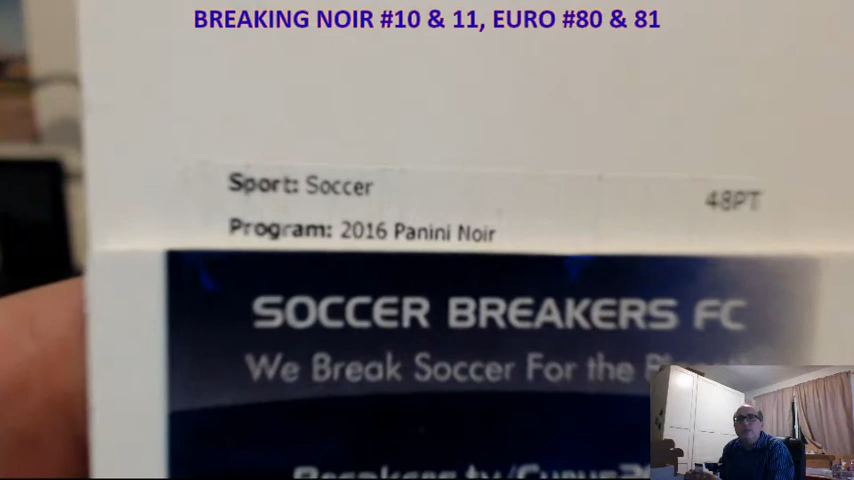 BREAKING NOIR #10 & 11, EURO #80 & 81
Sport: Soccer
48PT
Program: 2016 Panini Noir
SOCCER BREAKERS FC
We Break Soccer For the